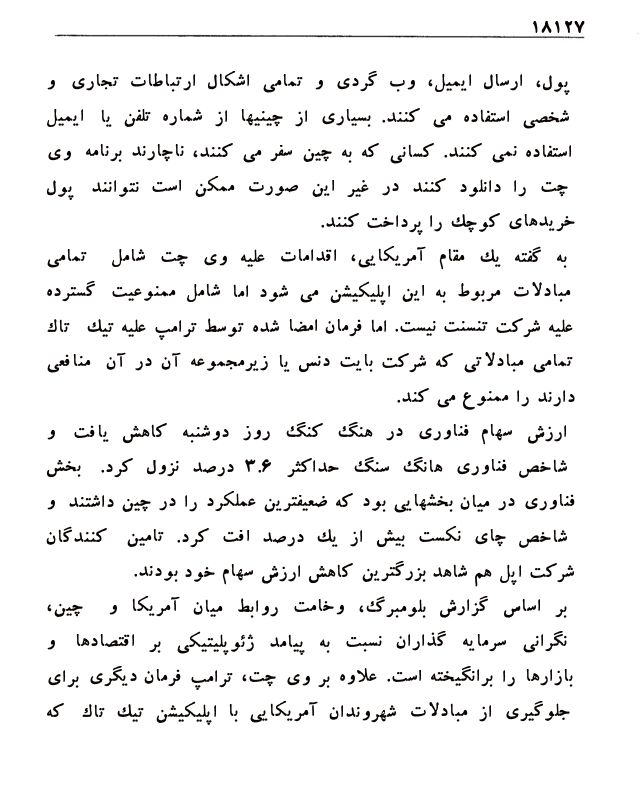 ۱۸۱۲۷
پول، ارسال ایمیل، وب گردی و تمامی اشکال ارتباطات تجاری و
شخصی استفاده می کنند. بسیاری از چینیها از شماره تلفن یا ایمیل
استفاده نمی کنند. کسانی که به چین سفر می کنند، ناچارند برنامه وی
چت را دانلود کنند در غیر این صورت ممکن است نتوانند پول
خریدهای کوچک را پرداخت کنند.
به گفته یک مقام آمریکایی، اقدامات علیه وی چت شامل تمامی
مبادلات مربوط به این اپلیکیشن می شود اما شامل ممنوعیت گسترده
علیه شرکت تنسنت نیست. اما فرمان امضا شده توسط ترامپ علیه تیک تاک
تمامی مبادلاتی که شرکت بایت دنس یا زیرمجموعه آن در آن منافعی
دارند را ممنوع می کند.
ارزش سهام فناوری در هنگ کنگ روز دوشنبه کاهش یافت و
شاخص فناوری هانگ سنگ حداکثر ۳.۶ درصد نزول کرد. بخش
فناوری در میان بخشهایی بود که ضعیفترین عملکرد را در چین داشتند و
شاخص چای نکست بیش از یک درصد افت کرد. تامین کنندگان
شرکت اپل هم شاهد بزرگترین کاهش ارزش سهام خود بودند.
بر اساس گزارش بلومبرگ، وخامت روابط میان آمریکا و چین،
نگرانی سرمایه گذاران نسبت به پیامد ژئوپلیتیکی بر اقتصادها و
بازارها را برانگیخته است. علاوه بر وی چت، ترامپ فرمان دیگری برای
جلوگیری از مبادلات شهروندان آمریکایی با اپلیکیشن تیک تاک که